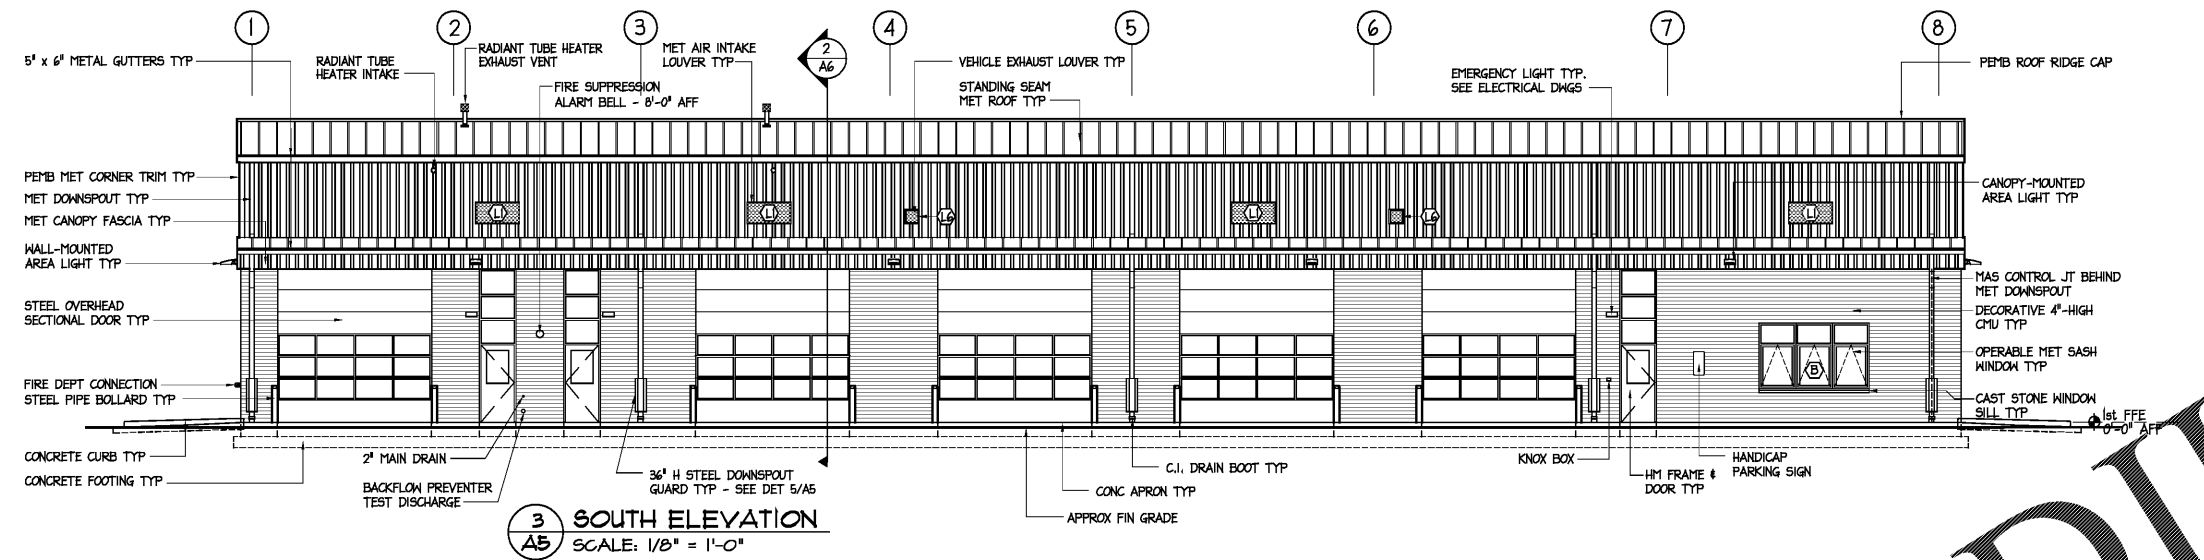 1
2
3
4
5
6
7
8
2
A6
5" x 6" METAL GUTTERS TYP
RADIANT TUBE
HEATER INTAKE
RADIANT TUBE HEATER
EXHAUST VENT
FIRE SUPPRESSION
ALARM BELL - 8'-0" AFF
MET AIR INTAKE
LOUVER TYP
VEHICLE EXHAUST LOUVER TYP
STANDING SEAM
MET ROOF TYP
EMERGENCY LIGHT TYP.
SEE ELECTRICAL DWGS
PEMB ROOF RIDGE CAP
PEMB MET CORNER TRIM TYP
MET DOWNSPOUT TYP
MET CANOPY FASCIA TYP
WALL-MOUNTED
AREA LIGHT TYP
STEEL OVERHEAD
SECTIONAL DOOR TYP
FIRE DEPT CONNECTION
STEEL PIPE BOLLARD TYP
CONCRETE CURB TYP
CONCRETE FOOTING TYP
L1
L1
L6
L1
L6
L1
B
CANOPY-MOUNTED
AREA LIGHT TYP
MAS CONTROL JT BEHIND
MET DOWNSPOUT
DECORATIVE 4"-HIGH
CMU TYP
OPERABLE MET SASH
WINDOW TYP
CAST STONE WINDOW
SILL TYP
1st FFE
0'-0" AFF
2" MAIN DRAIN
BACKFLOW PREVENTER
TEST DISCHARGE
36" H STEEL DOWNSPOUT
GUARD TYP - SEE DET 5/A5
C.I. DRAIN BOOT TYP
CONC APRON TYP
APPROX FIN GRADE
KNOX BOX
HM FRAME &
DOOR TYP
HANDICAP
PARKING SIGN
3
A5
SOUTH ELEVATION
SCALE: 1/8" = 1'-0"